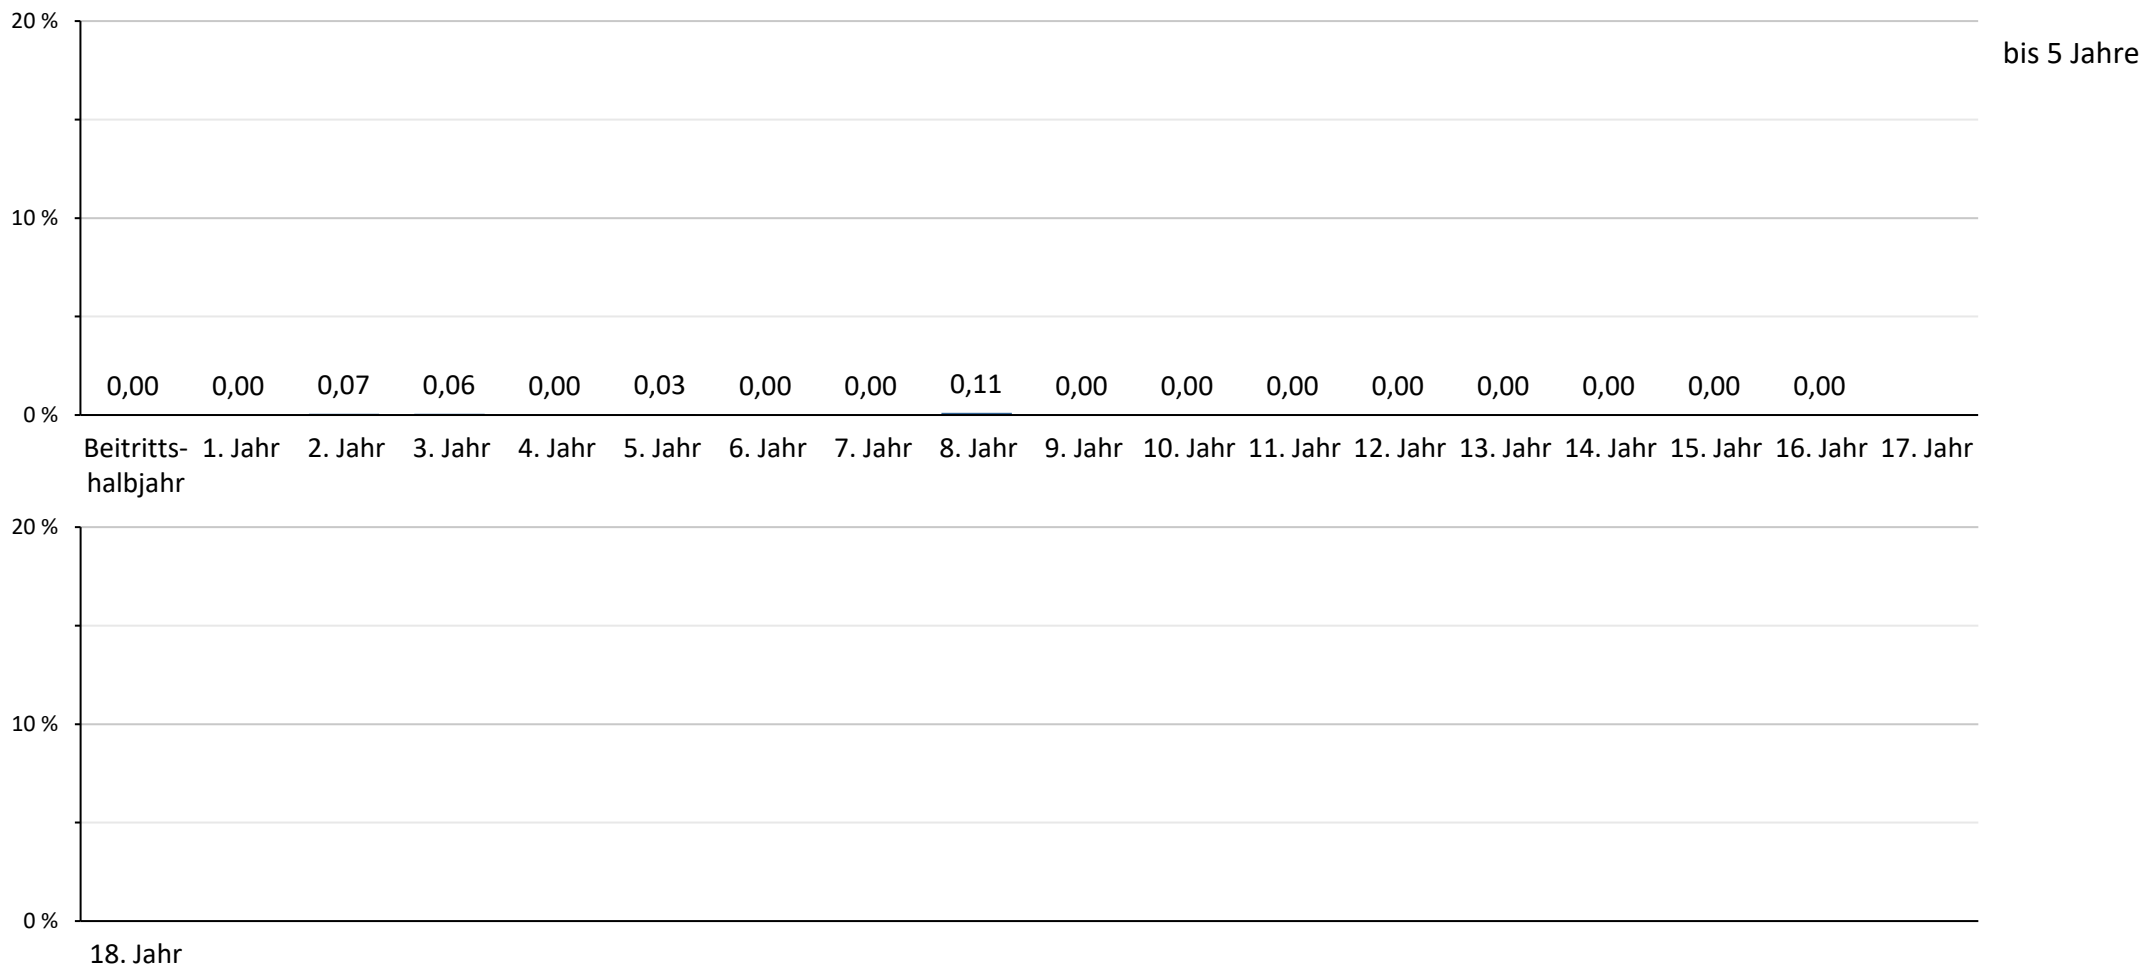 20 %
bis 5 Jahre
10 %
0,00 0,00 0,07 0,06 0,00 0,03 0,00 0,00 0,11 0,00 0,00 0,00 0,00 0,00 0,00 0,00 0,00
0 %
Beitritts- 1. Jahr 2. Jahr 3. Jahr 4. Jahr 5. Jahr 6. Jahr 7. Jahr 8. Jahr 9. Jahr 10. Jahr 11. Jahr 12. Jahr 13. Jahr 14. Jahr 15. Jahr 16. Jahr 17. Jahr
halbjahr
20 %
10 %
0 %
18. Jahr